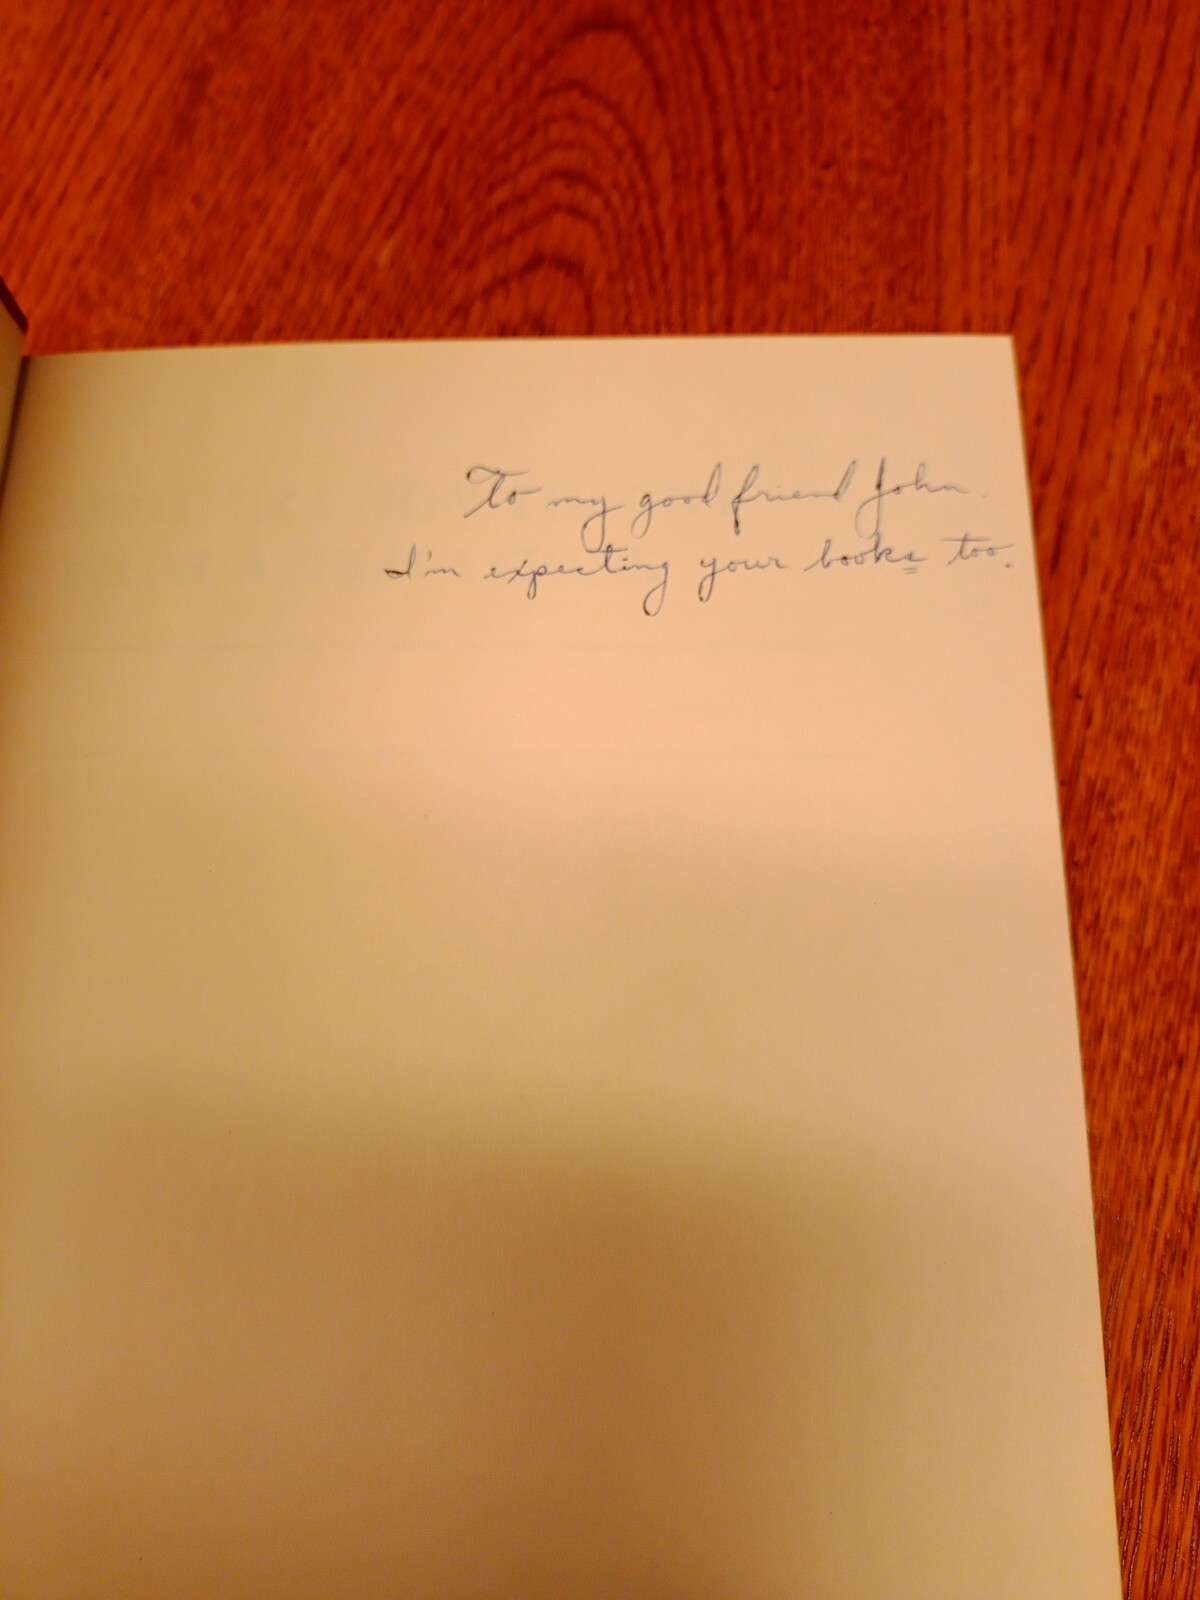 To my good friend John.
I'm expecting your books too.